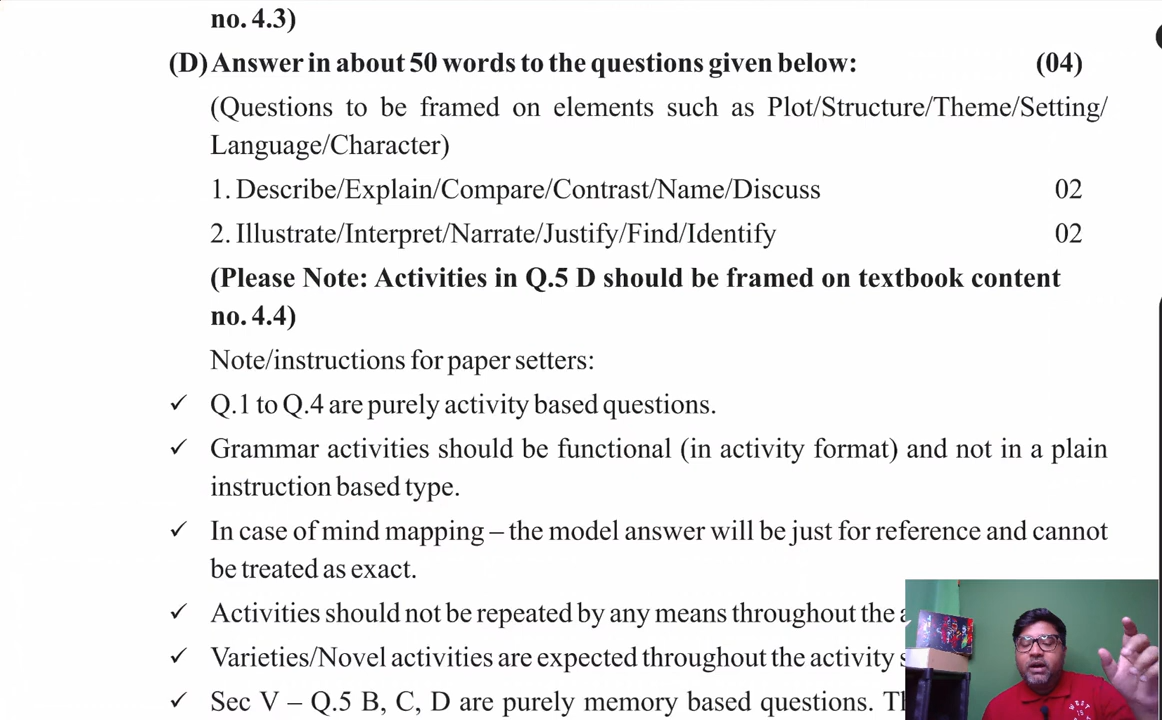 no. 4.3)
(D) Answer in about 50 words to the questions given below: (04)
(Questions to be framed on elements such as Plot/Structure/Theme/Setting/
Language/Character)
1. Describe/Explain/Compare/Contrast/Name/Discuss 02
2. Illustrate/Interpret/Narrate/Justify/Find/Identify 02
(Please Note: Activities in Q.5 D should be framed on textbook content
no. 4.4)
Note/instructions for paper setters:
✓ Q.1 to Q.4 are purely activity based questions.
✓ Grammar activities should be functional (in activity format) and not in a plain
instruction based type.
✓ In case of mind mapping – the model answer will be just for reference and cannot
be treated as exact.
✓ Activities should not be repeated by any means throughout the
✓ Varieties/Novel activities are expected throughout the activity
✓ Sec V – Q.5 B, C, D are purely memory based questions.